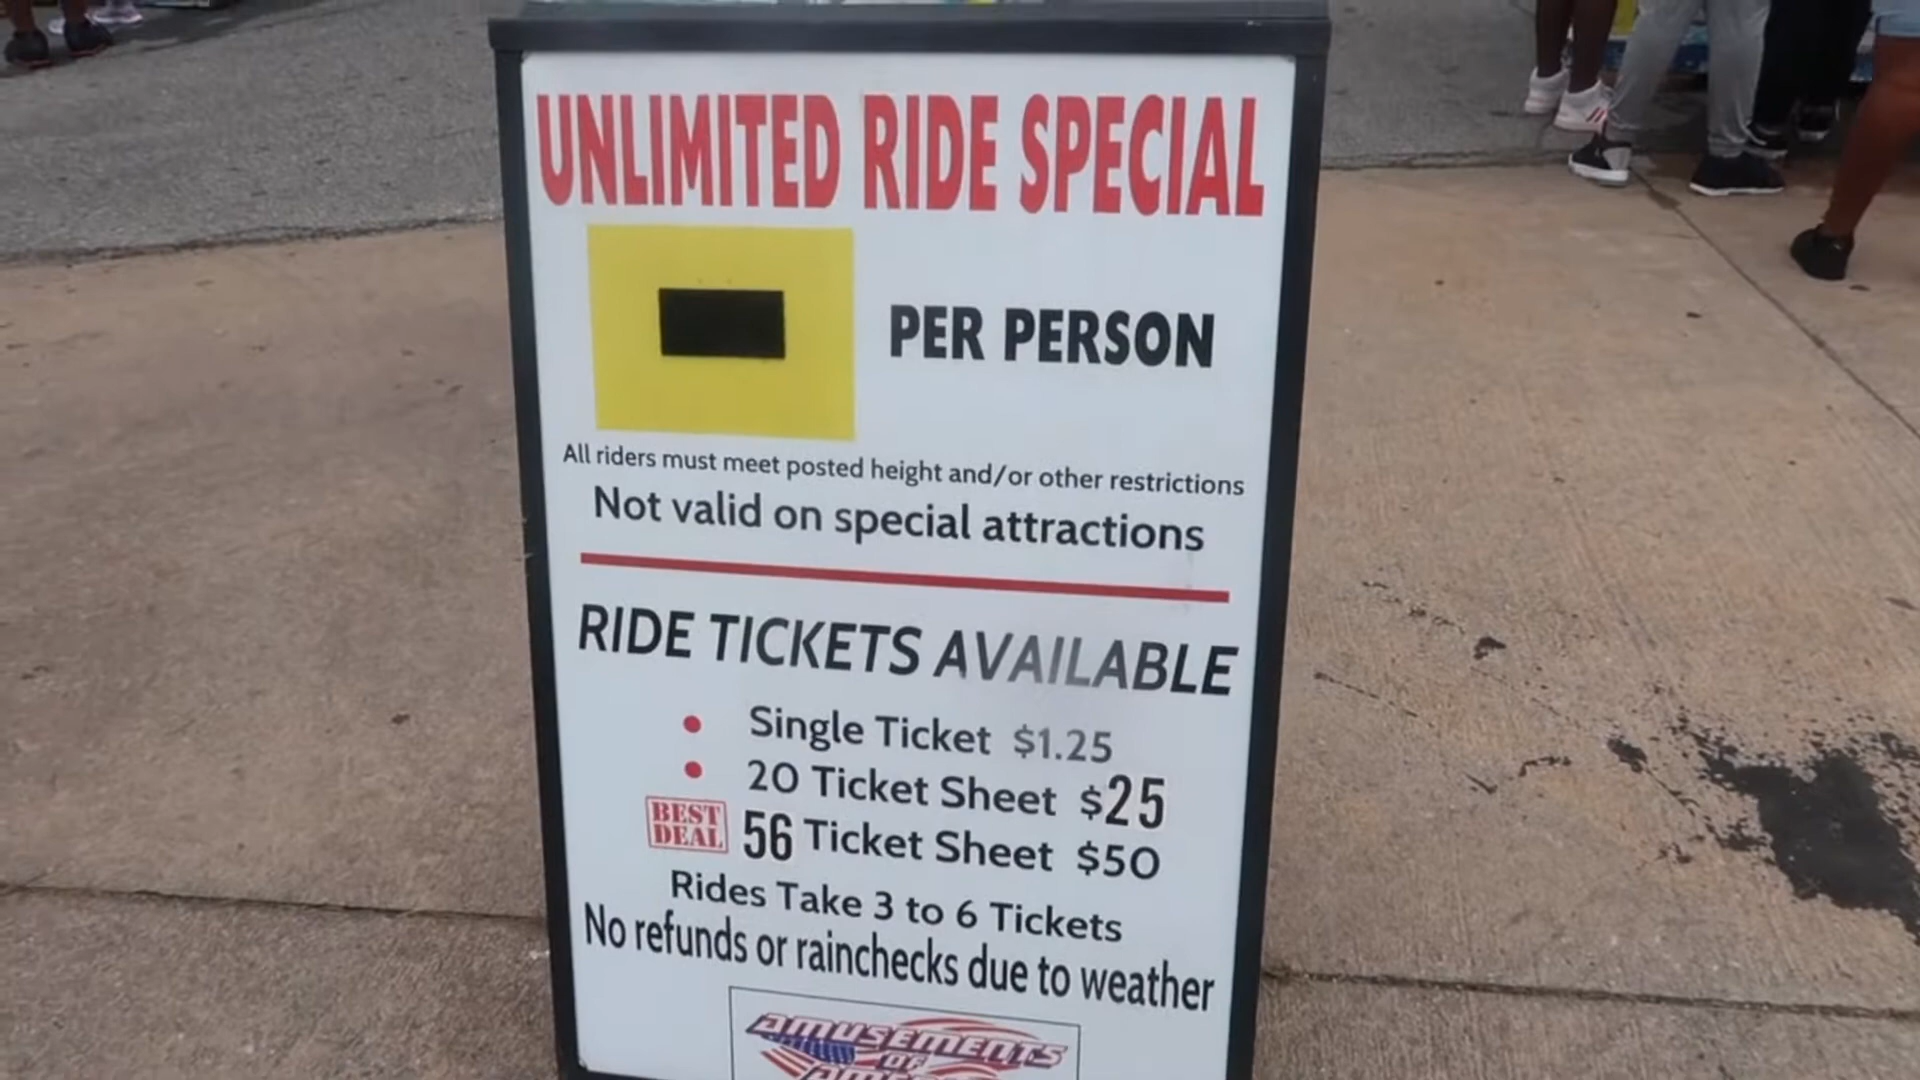 UNLIMITED RIDE SPECIAL
PER PERSON
All riders must meet posted height and/or other restrictions
Not valid on special attractions
RIDE TICKETS AVAILABLE
• Single Ticket $1.25
• 20 Ticket Sheet $25
BEST
DEAL
56 Ticket Sheet $50
Rides Take 3 to 6 Tickets
No refunds or rainchecks due to weather
AMUSEMENTS
OF